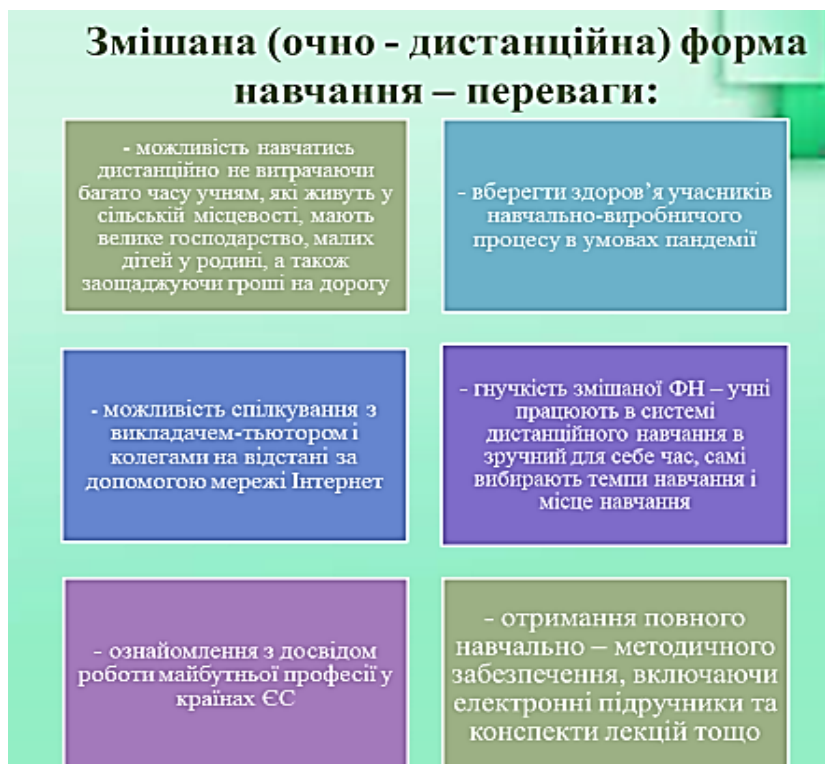 Змішана (очно - дистанційна) форма
навчання – переваги:
- можливість навчатись
дистанційно не витрачаючи
багато часу учням, які живуть у
сільській місцевості, мають
велике господарство, малих
дітей у родині, а також
заощаджуючи гроші на дорогу
- вберегти здоров’я учасників
навчально-виробничого
процесу в умовах пандемії
- можливість спілкування з
викладачем-тьютором і
колегами на відстані за
допомогою мережі Інтернет
- гнучкість змішаної ФН – учні
працюють в системі
дистанційного навчання в
зручний для себе час, самі
вибирають темпи навчання і
місце навчання
- ознайомлення з досвідом
роботи майбутньої професії у
країнах ЄС
- отримання повного
навчально – методичного
забезпечення, включаючи
електронні підручники та
конспекти лекцій тощо